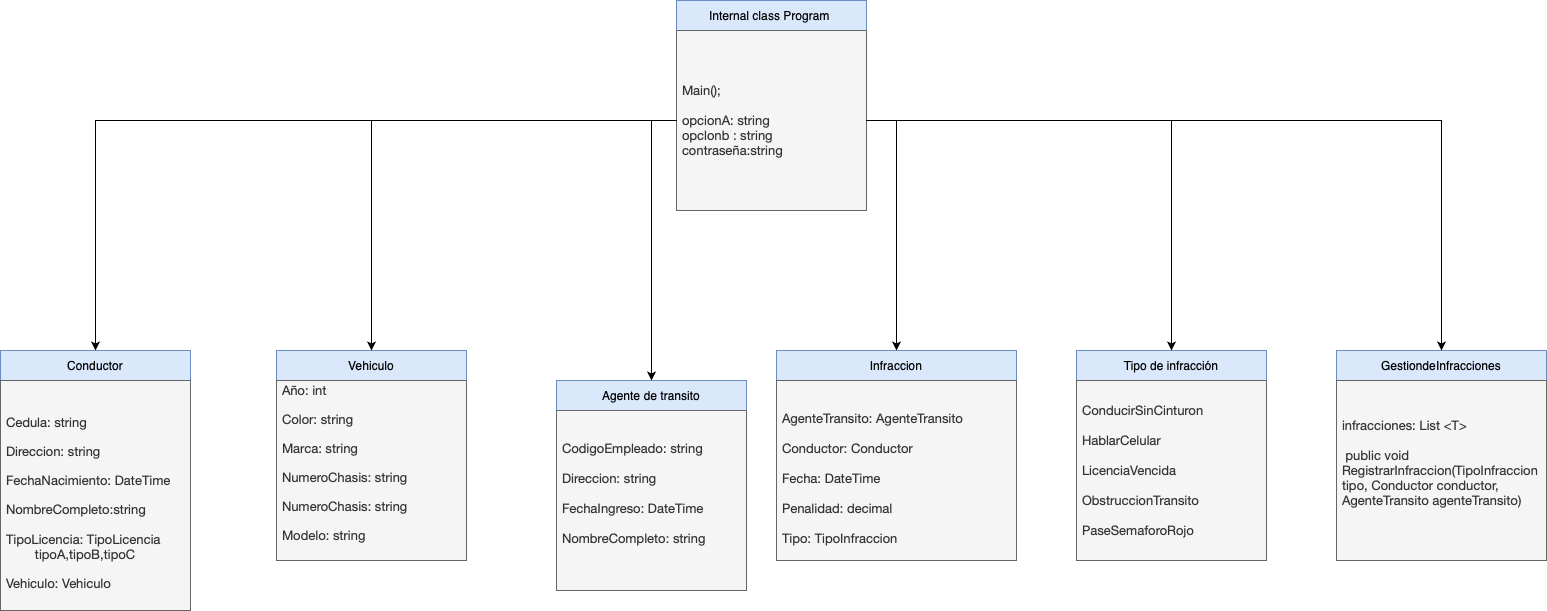 Internal class Program
Main();
opcionA: string
opclonb : string
contraseña:string
Conductor
Cedula: string
Direccion: string
FechaNacimiento: DateTime
NombreCompleto:string
TipoLicencia: TipoLicencia
tipoA,tipoB,tipoC
Vehiculo: Vehiculo
Vehiculo
Año: int
Color: string
Marca: string
NumeroChasis: string
NumeroChasis: string
Modelo: string
Agente de transito
CodigoEmpleado: string
Direccion: string
FechaIngreso: DateTime
NombreCompleto: string
Infraccion
AgenteTransito: AgenteTransito
Conductor: Conductor
Fecha: DateTime
Penalidad: decimal
Tipo: TipoInfraccion
Tipo de infracción
ConducirSinCinturon
HablarCelular
LicenciaVencida
ObstruccionTransito
PaseSemaforoRojo
GestiondeInfracciones
infracciones: List <T>
public void
RegistrarInfraccion(TipoInfraccion
tipo, Conductor conductor,
AgenteTransito agenteTransito)